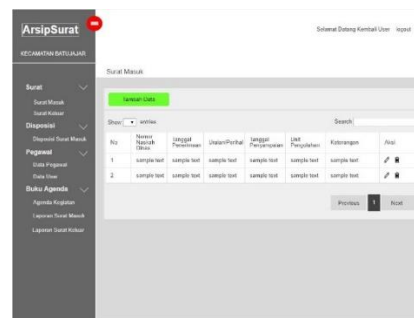 ArsipSurat
KECAMATAN BATUJAJAR
Selamat Datang Kembali User logout
Surat
Surat Masuk
Surat Keluar
Disposisi
Disposisi Surat Masuk
Pegawai
Data Pegawai
Data User
Buku Agenda
Agenda Kegiatan
Laporan Surat Masuk
Laporan Surat Keluar
Surat Masuk
Tambah Data
Show entries
Search
No Nomor Naskah Dinas Tanggal Penerimaan Uraian/Perihal Tanggal Penyampaian Unit Pengolahan Keterangan Aksi
1 sample text sample text sample text sample text sample text sample text
2 sample text sample text sample text sample text sample text sample text
Previous 1 Next